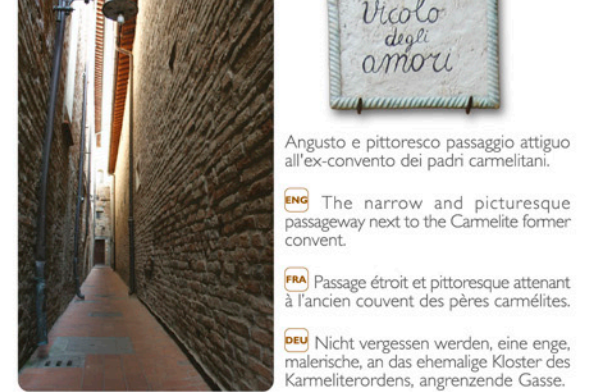 Vicolo
degli
amori
Angusto e pittoresco passaggio attiguo
all'ex-convento dei padri carmelitani.
ENG The narrow and picturesque
passageway next to the Carmelite former
convent.
FRA Passage étroit et pittoresque attenant
à l'ancien couvent des pères carmélites.
DEU Nicht vergessen werden, eine enge,
malerische, an das ehemalige Kloster des
Karmeliterordens, angrenzende Gasse.